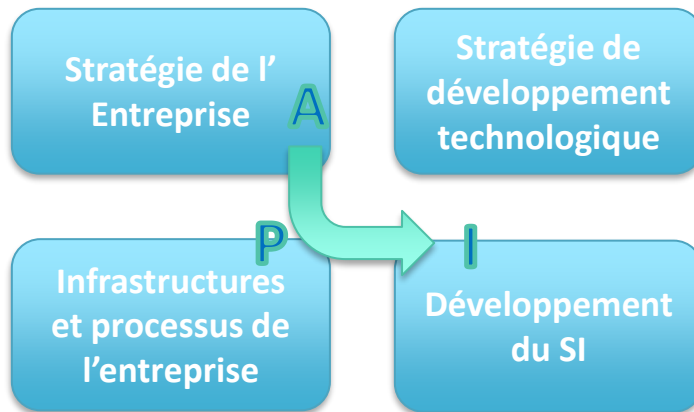 Stratégie de l’
Entreprise
A
Stratégie de
développement
technologique
P
Infrastructures
et processus de
l’entreprise
I
Développement
du SI